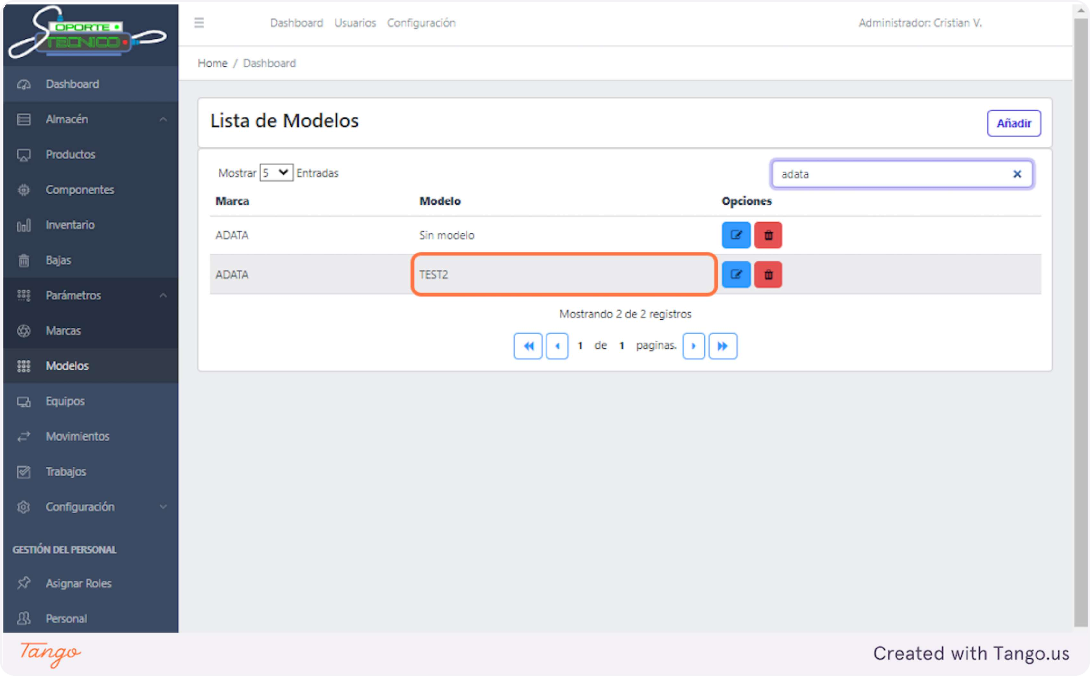 SOPORTE
TECNICO
Dashboard Usuarios Configuración
Administrador: Cristian V.
Home / Dashboard
Dashboard
Almacén
Productos
Componentes
Inventario
Bajas
Parámetros
Marcas
Modelos
Equipos
Movimientos
Trabajos
Configuración
GESTIÓN DEL PERSONAL
Asignar Roles
Personal
Lista de Modelos
Añadir
Mostrar 5 Entradas
adata
Marca Modelo Opciones
ADATA Sin modelo
ADATA TEST2
Mostrando 2 de 2 registros
1 de 1 paginas.
Tango
Created with Tango.us